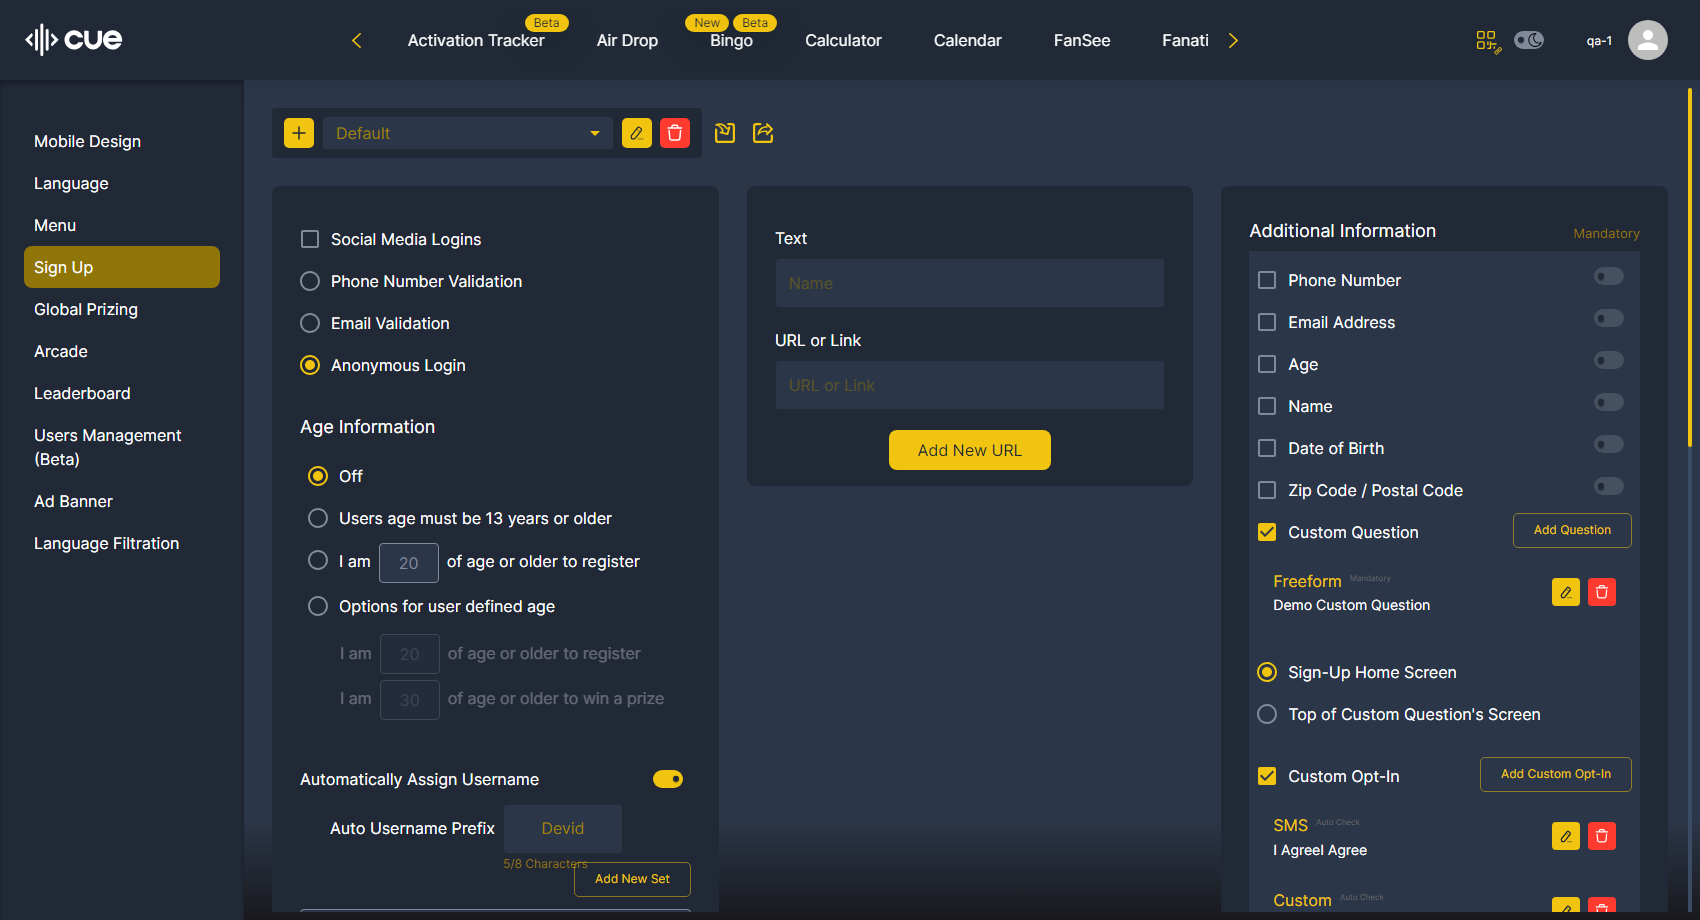 cue
Activation Tracker
Beta
Air Drop
New
Beta
Bingo
Calculator
Calendar
FanSee
Fanati
qa-1
Mobile Design
Language
Menu
Sign Up
Global Prizing
Arcade
Leaderboard
Users Management
(Beta)
Ad Banner
Language Filtration
Default
Social Media Logins
Phone Number Validation
Email Validation
Anonymous Login
Age Information
Off
Users age must be 13 years or older
I am 20 of age or older to register
Options for user defined age
I am 20 of age or older to register
I am 30 of age or older to win a prize
Automatically Assign Username
Auto Username Prefix Devid
5/8 Characters
Add New Set
Text
Name
URL or Link
URL or Link
Add New URL
Additional Information Mandatory
Phone Number
Email Address
Age
Name
Date of Birth
Zip Code / Postal Code
Custom Question Add Question
Freeform Mandatory
Demo Custom Question
Sign-Up Home Screen
Top of Custom Question's Screen
Custom Opt-In Add Custom Opt-In
SMS Auto Check
I AgreeI Agree
Custom Auto Check